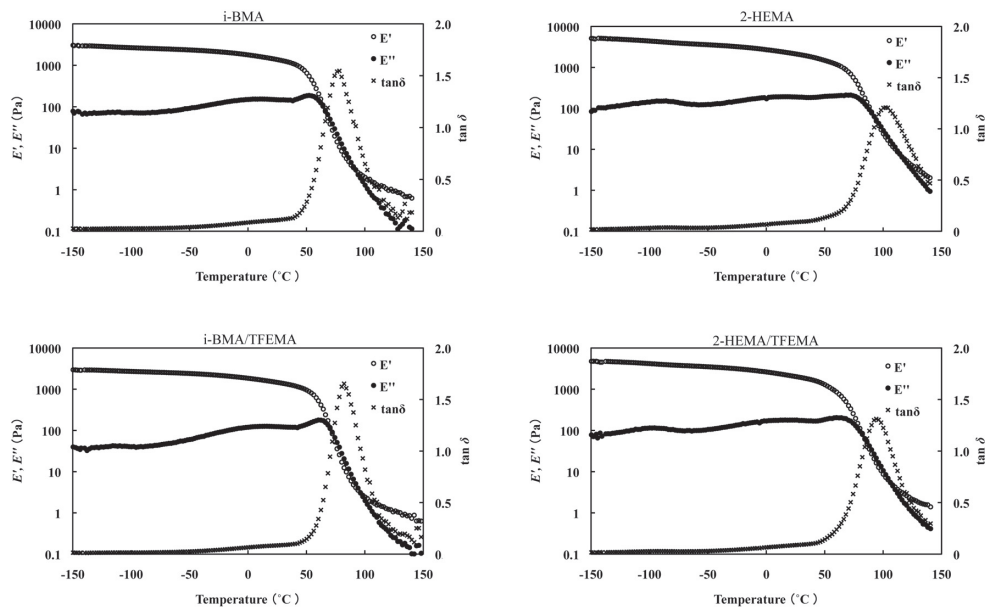 i-BMA
10000
1000
100
10
1
0.1
E', E'' (Pa)
2.0
1.5
1.0
0.5
0
tan δ
E'
E''
tanδ
-150 -100 -50 0 50 100 150
Temperature (°C)
2-HEMA
10000
1000
100
10
1
0.1
E', E'' (Pa)
2.0
1.5
1.0
0.5
0
tan δ
E'
E''
tanδ
-150 -100 -50 0 50 100 150
Temperature (°C)
i-BMA/TFEMA
10000
1000
100
10
1
0.1
E', E'' (Pa)
2.0
1.5
1.0
0.5
0
tan δ
E'
E''
tanδ
-150 -100 -50 0 50 100 150
Temperature (°C)
2-HEMA/TFEMA
10000
1000
100
10
1
0.1
E', E'' (Pa)
2.0
1.5
1.0
0.5
0
tan δ
E'
E''
tanδ
-150 -100 -50 0 50 100 150
Temperature (°C)